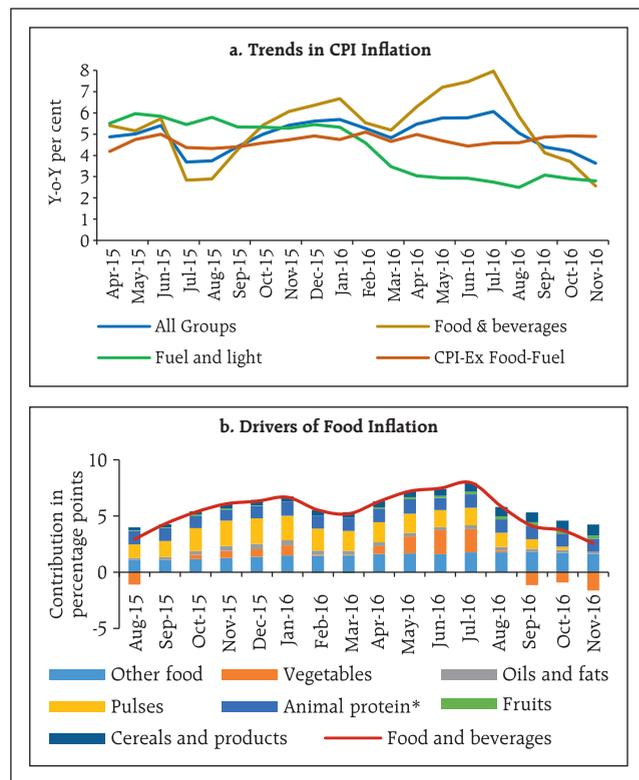 a. Trends in CPI Inflation
Y-o-Y per cent
8
7
6
5
4
3
2
1
0
Apr-15 May-15 Jun-15 Jul-15 Aug-15 Sep-15 Oct-15 Nov-15 Dec-15 Jan-16 Feb-16 Mar-16 Apr-16 May-16 Jun-16 Jul-16 Aug-16 Sep-16 Oct-16 Nov-16
All Groups Food & beverages
Fuel and light CPI-Ex Food-Fuel
b. Drivers of Food Inflation
Contribution in
percentage points
10
5
0
-5
Aug-15 Sep-15 Oct-15 Nov-15 Dec-15 Jan-16 Feb-16 Mar-16 Apr-16 May-16 Jun-16 Jul-16 Aug-16 Sep-16 Oct-16 Nov-16
Other food Vegetables Oils and fats
Pulses Animal protein* Fruits
Cereals and products Food and beverages